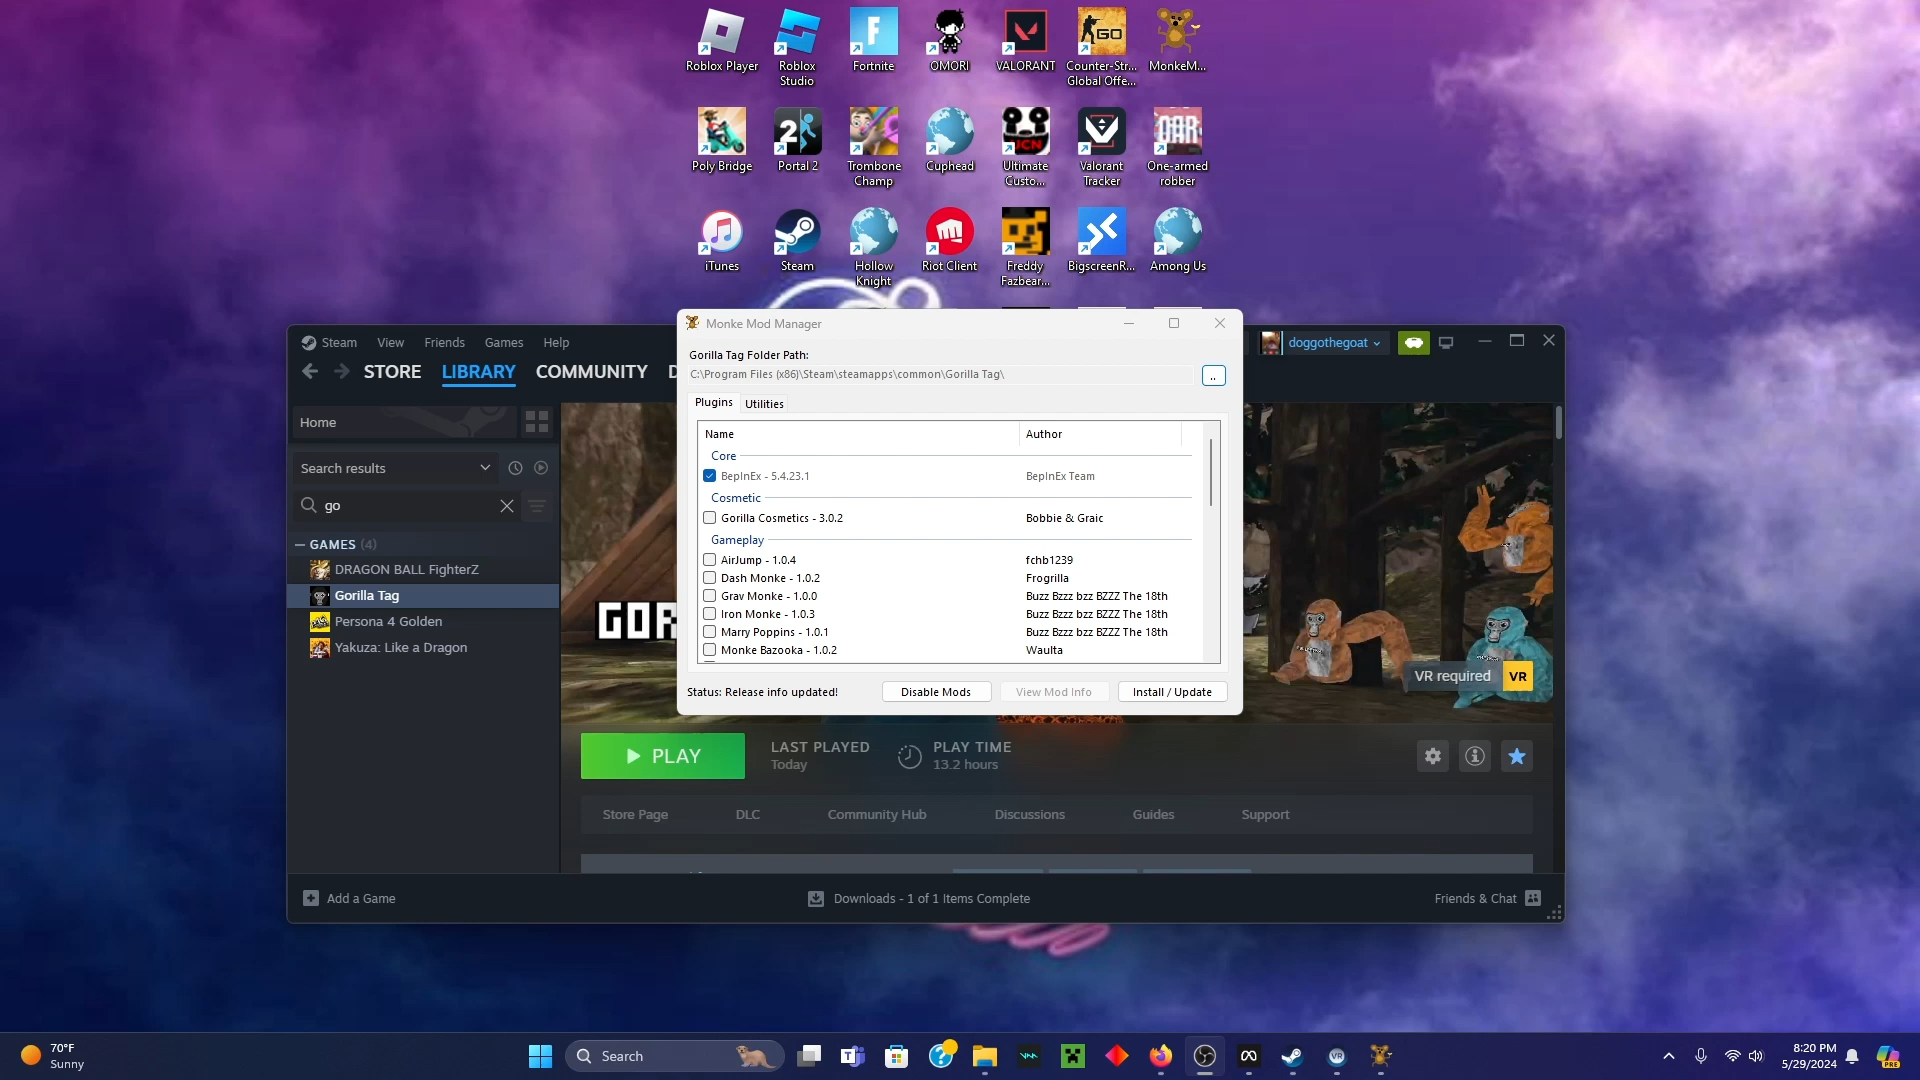 Roblox Player
Roblox
Studio
Fortnite
OMORI
VALORANT
Counter-Str...
Global Offe...
MonkeM...
Poly Bridge
Portal 2
Trombone
Champ
Cuphead
Ultimate
Custo...
Valorant
Tracker
One-armed
robber
iTunes
Steam
Hollow
Knight
Riot Client
Freddy
Fazbear...
BigscreenR...
Among Us
Monke Mod Manager
Gorilla Tag Folder Path:
C:\Program Files (x86)\Steam\steamapps\common\Gorilla Tag\
..
Plugins
Utilities
Name
Author
Core
BepInEx - 5.4.23.1
BepInEx Team
Cosmetic
Gorilla Cosmetics - 3.0.2
Bobbie & Graic
Gameplay
AirJump - 1.0.4
fchb1239
Dash Monke - 1.0.2
Frogrilla
Grav Monke - 1.0.0
Buzz Bzzz bzz BZZZ The 18th
Iron Monke - 1.0.3
Buzz Bzzz bzz BZZZ The 18th
Marry Poppins - 1.0.1
Buzz Bzzz bzz BZZZ The 18th
Monke Bazooka - 1.0.2
Waulta
Status: Release info updated!
Disable Mods
View Mod Info
Install / Update
Steam
View
Friends
Games
Help
doggothegoat
STORE
LIBRARY
COMMUNITY
D
Home
Search results
go
GAMES (4)
DRAGON BALL FighterZ
Gorilla Tag
Persona 4 Golden
Yakuza: Like a Dragon
GOR
VR required
VR
PLAY
LAST PLAYED
Today
PLAY TIME
13.2 hours
Store Page
DLC
Community Hub
Discussions
Guides
Support
Add a Game
Downloads - 1 of 1 Items Complete
Friends & Chat
70°F
Sunny
Search
8:20 PM
5/29/2024